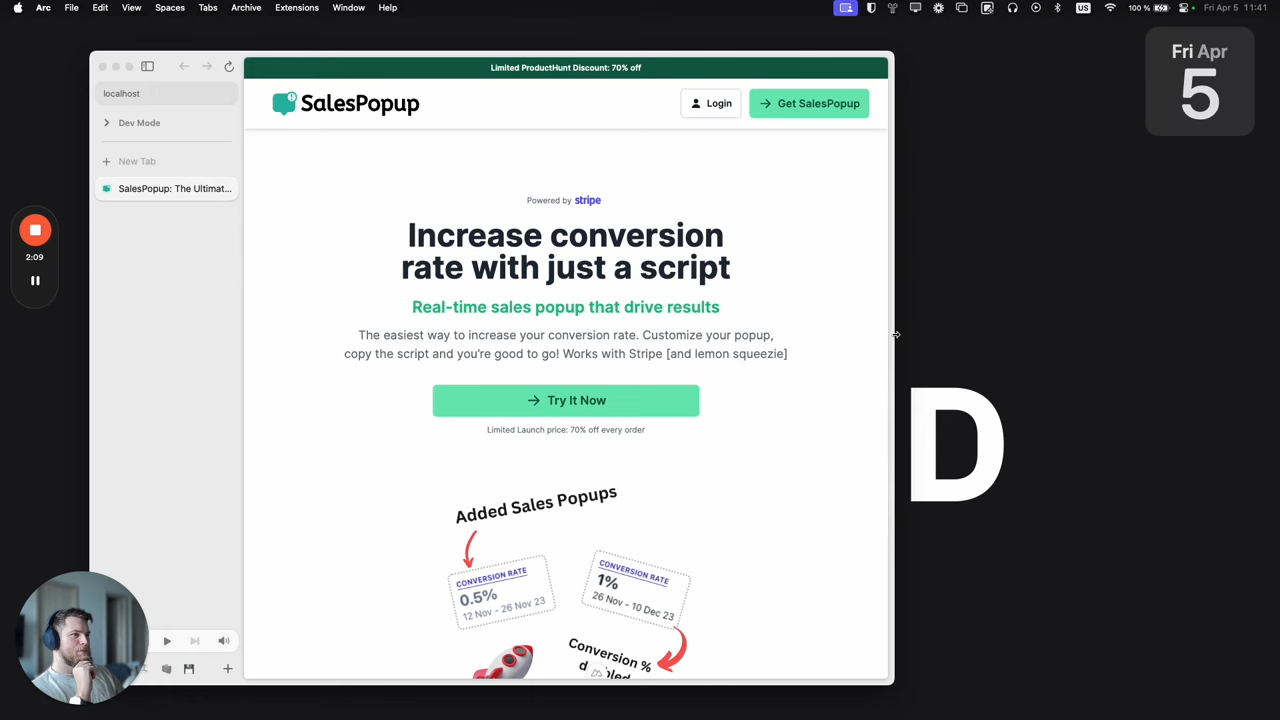 Arc File Edit View Spaces Tabs Archive Extensions Window Help
US 100 % Fri Apr 5 11:41
Fri Apr
5
localhost
Dev Mode
New Tab
SalesPopup: The Ultimat...
2:09
Limited ProductHunt Discount: 70% off
SalesPopup
Login
Get SalesPopup
Powered by stripe
Increase conversion
rate with just a script
Real-time sales popup that drive results
The easiest way to increase your conversion rate. Customize your popup,
copy the script and you're good to go! Works with Stripe [and lemon squeezie]
Try It Now
Limited Launch price: 70% off every order
D
Added Sales Popups
CONVERSION RATE
0.5%
12 Nov - 26 Nov 23
CONVERSION RATE
1%
26 Nov - 10 Dec 23
Conversion %